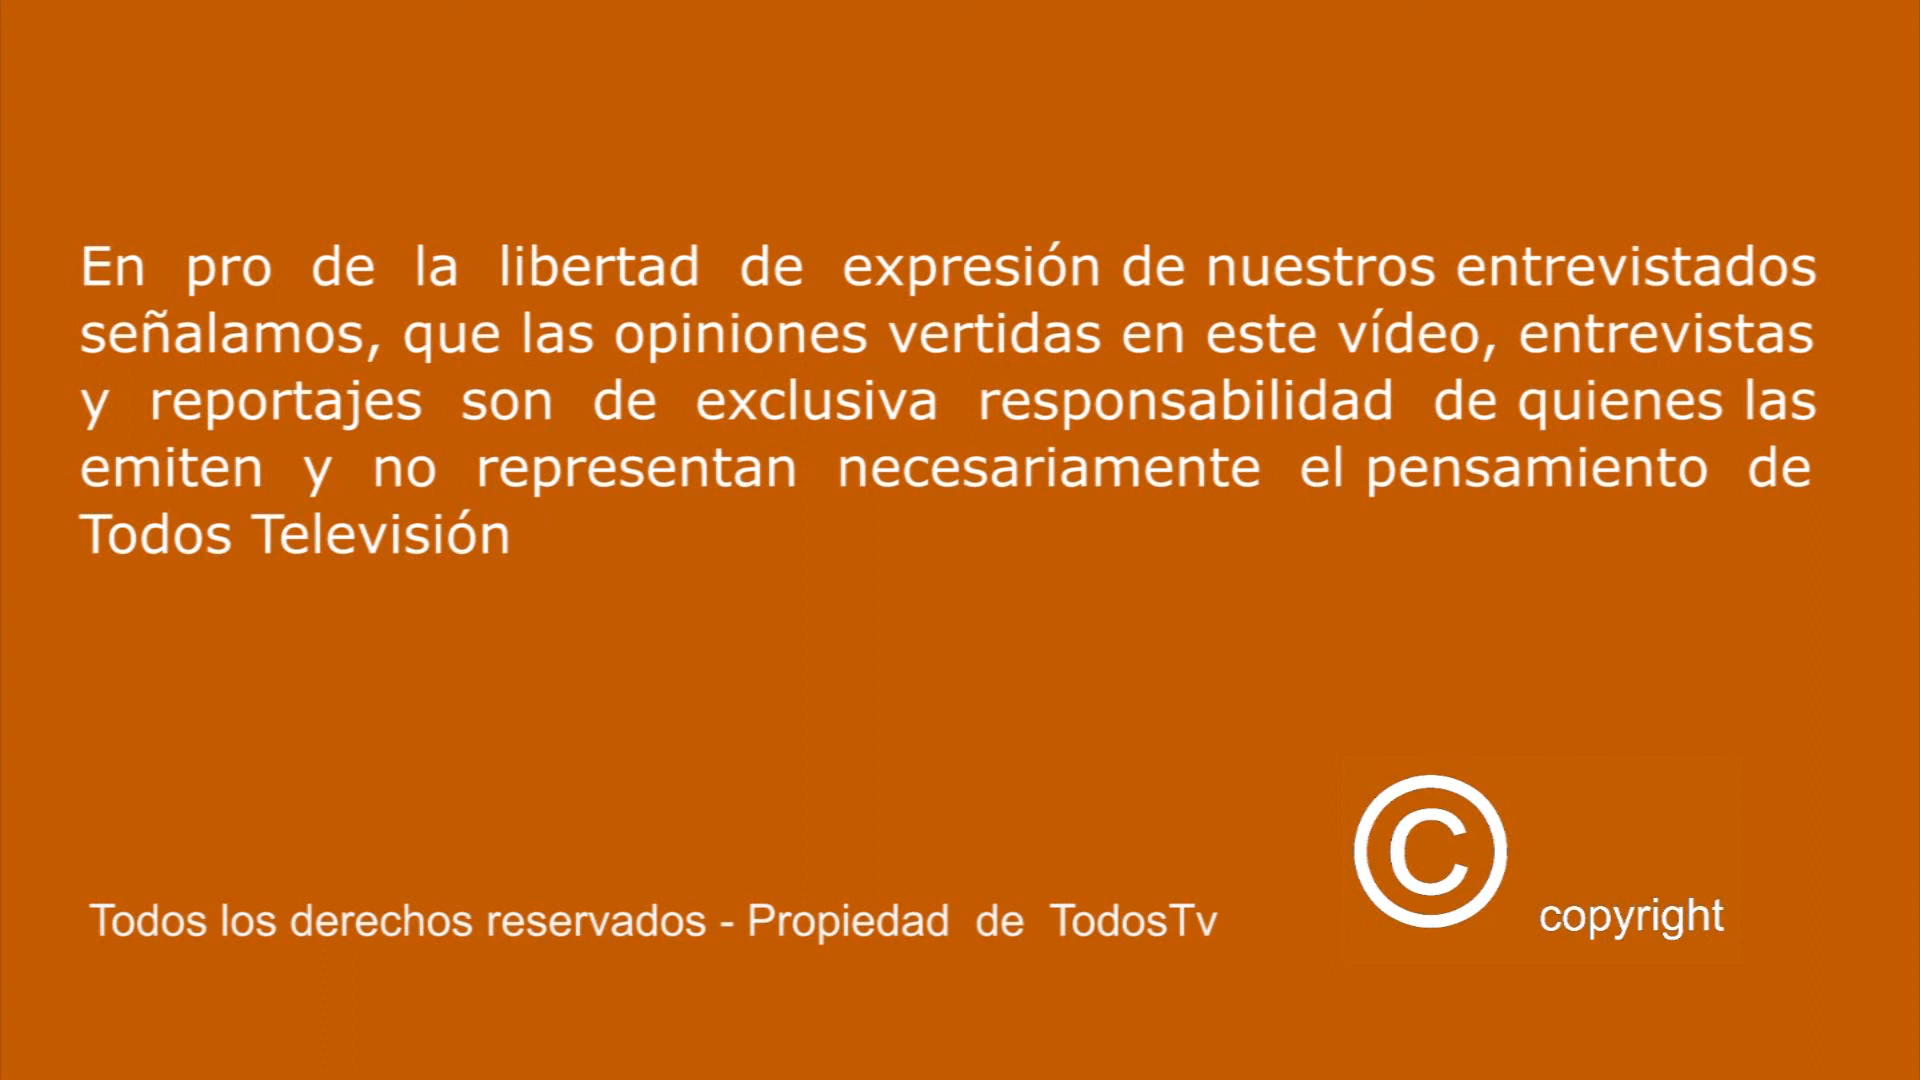 En pro de la libertad de expresión de nuestros entrevistados
señalamos, que las opiniones vertidas en este vídeo, entrevistas
y reportajes son de exclusiva responsabilidad de quienes las
emiten y no representan necesariamente el pensamiento de
Todos Televisión
Todos los derechos reservados - Propiedad de TodosTv
© copyright